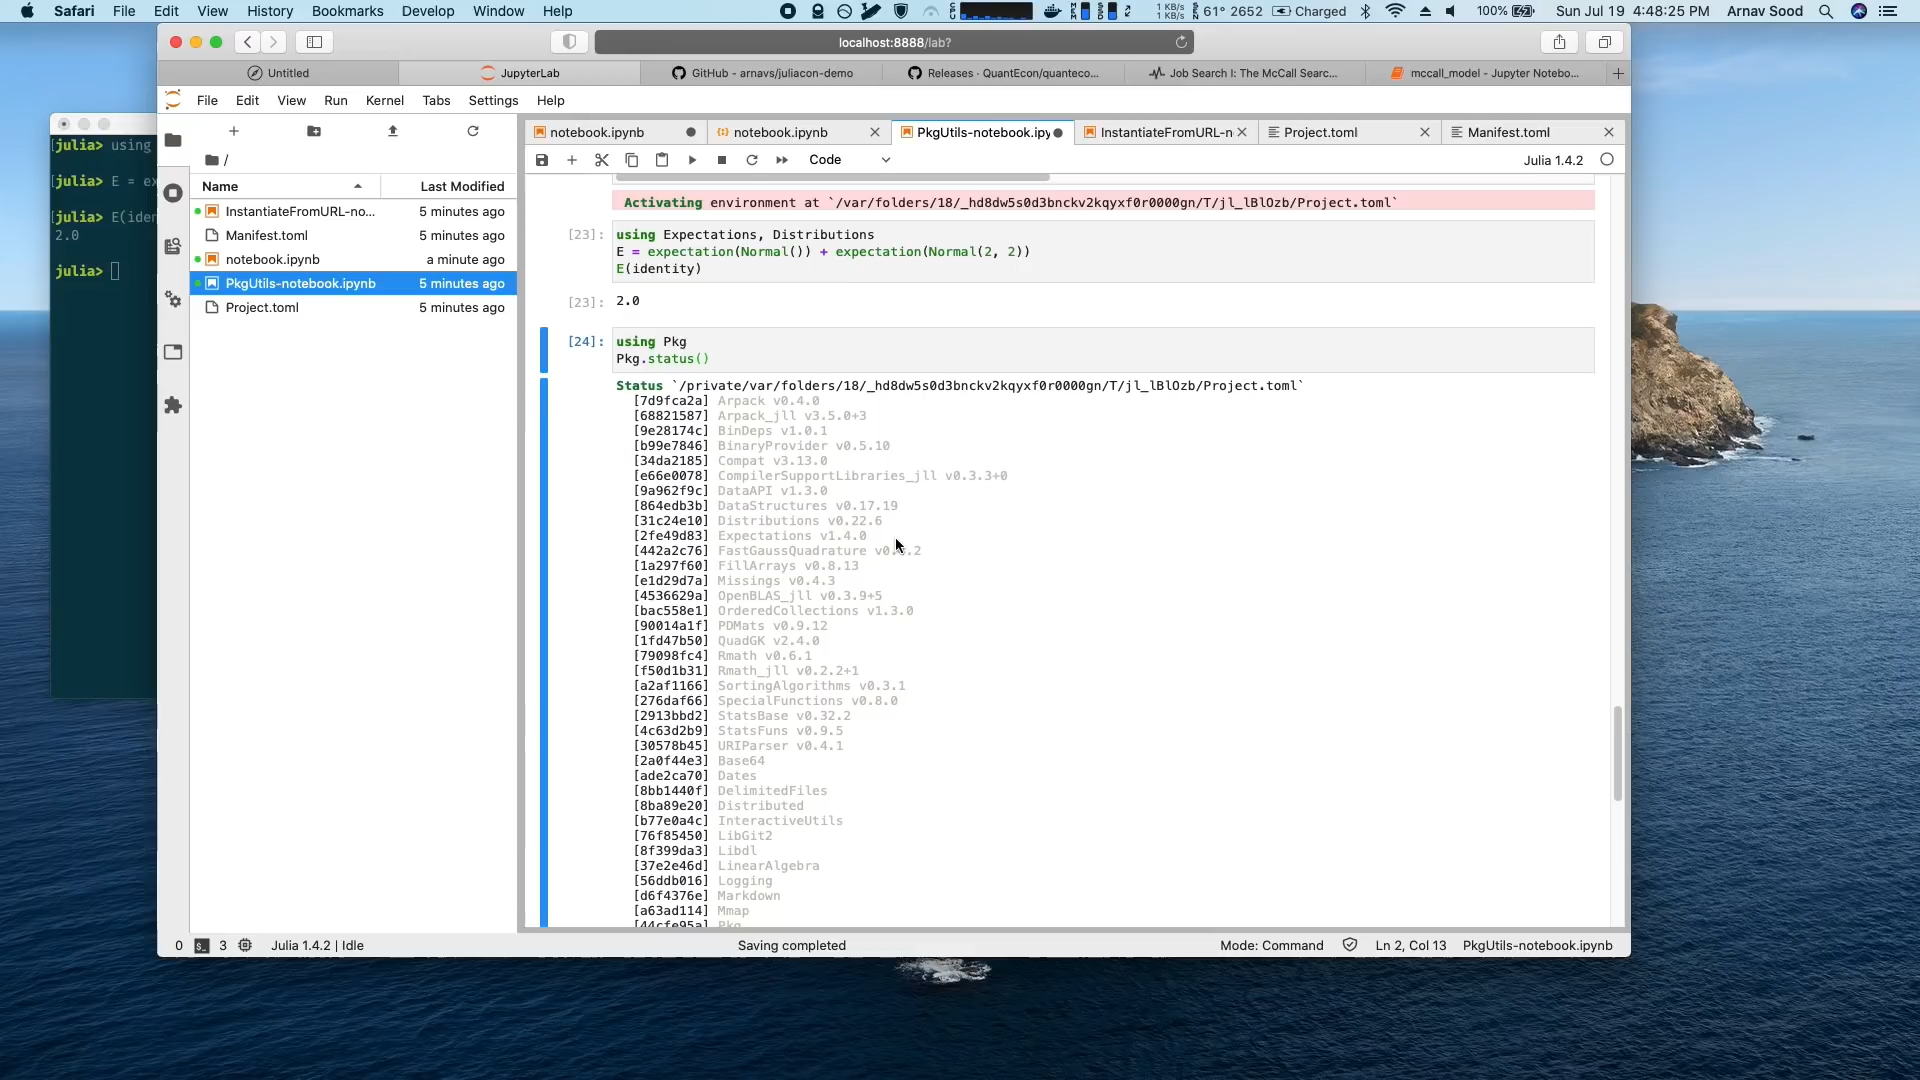 Safari File Edit View History Bookmarks Develop Window Help
1 KB/s
1 KB/s
61° 2652 Charged 100% Sun Jul 19 4:48:25 PM Arnav Sood
localhost:8888/lab?
Untitled
JupyterLab
GitHub - arnavs/juliacon-demo
Releases · QuantEcon/quanteco...
Job Search I: The McCall Searc...
mccall_model - Jupyter Notebo...
File Edit View Run Kernel Tabs Settings Help
julia> using
julia> E = ex
julia> E(iden
2.0
julia>
/
Name Last Modified
InstantiateFromURL-no... 5 minutes ago
Manifest.toml 5 minutes ago
notebook.ipynb a minute ago
PkgUtils-notebook.ipynb 5 minutes ago
Project.toml 5 minutes ago
notebook.ipynb
notebook.ipynb
PkgUtils-notebook.ipy
InstantiateFromURL-n
Project.toml
Manifest.toml
Code
Julia 1.4.2
Activating environment at `/var/folders/18/_hd8dw5s0d3bnckv2kqyxf0r0000gn/T/jl_lBlOzb/Project.toml`
[23]: using Expectations, Distributions
E = expectation(Normal()) + expectation(Normal(2, 2))
E(identity)
[23]: 2.0
[24]: using Pkg
Pkg.status()
Status `/private/var/folders/18/_hd8dw5s0d3bnckv2kqyxf0r0000gn/T/jl_lBlOzb/Project.toml`
[7d9fca2a] Arpack v0.4.0
[68821587] Arpack_jll v3.5.0+3
[9e28174c] BinDeps v1.0.1
[b99e7846] BinaryProvider v0.5.10
[34da2185] Compat v3.13.0
[e66e0078] CompilerSupportLibraries_jll v0.3.3+0
[9a962f9c] DataAPI v1.3.0
[864edb3b] DataStructures v0.17.19
[31c24e10] Distributions v0.22.6
[2fe49d83] Expectations v1.4.0
[442a2c76] FastGaussQuadrature
[1a297f60] FillArrays v0.8.13
[e1d29d7a] Missings v0.4.3
[4536629a] OpenBLAS_jll v0.3.9+5
[bac558e1] OrderedCollections v1.3.0
[90014a1f] PDMats v0.9.12
[1fd47b50] QuadGK v2.4.0
[79098fc4] Rmath v0.6.1
[f50d1b31] Rmath_jll v0.2.2+1
[a2af1166] SortingAlgorithms v0.3.1
[276daf66] SpecialFunctions v0.8.0
[2913bbd2] StatsBase v0.32.2
[4c63d2b9] StatsFuns v0.9.5
[30578b45] URIParser v0.4.1
[2a0f44e3] Base64
[ade2ca70] Dates
[8bb1440f] DelimitedFiles
[8ba89e20] Distributed
[b77e0a4c] InteractiveUtils
[76f85450] LibGit2
[8f399da3] Libdl
[37e2e46d] LinearAlgebra
[56ddb016] Logging
[d6f4376e] Markdown
[a63ad114] Mmap
[44cfe95a] Pkg
0 3 Julia 1.4.2 | Idle Saving completed Mode: Command Ln 2, Col 13 PkgUtils-notebook.ipynb